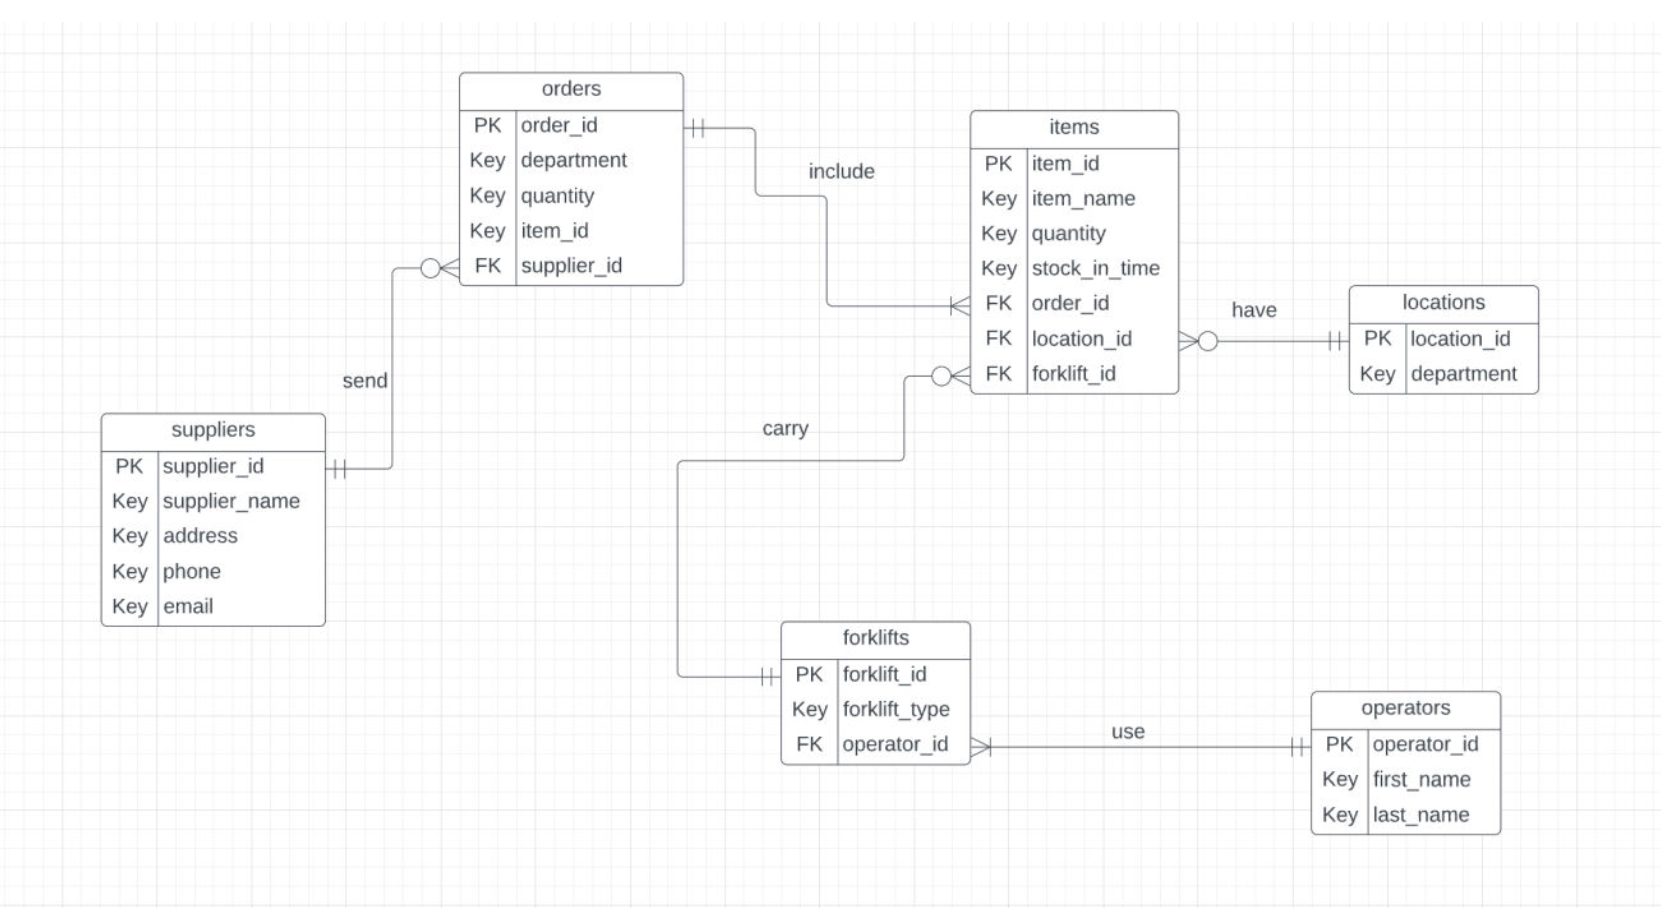 orders
PK order_id
Key department
Key quantity
Key item_id
FK supplier_id
include
items
PK item_id
Key item_name
Key quantity
Key stock_in_time
FK order_id
FK location_id
FK forklift_id
have
locations
PK location_id
Key department
send
carry
suppliers
PK supplier_id
Key supplier_name
Key address
Key phone
Key email
forklifts
PK forklift_id
Key forklift_type
FK operator_id
use
operators
PK operator_id
Key first_name
Key last_name